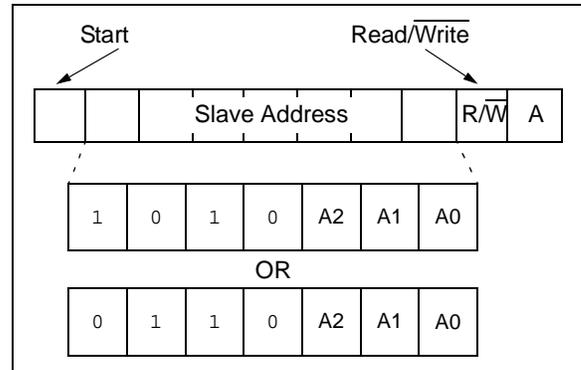 Start Read/W̅r̅i̅t̅e̅
Slave Address R/W̅ A
1 0 1 0 A2 A1 A0
OR
0 1 1 0 A2 A1 A0